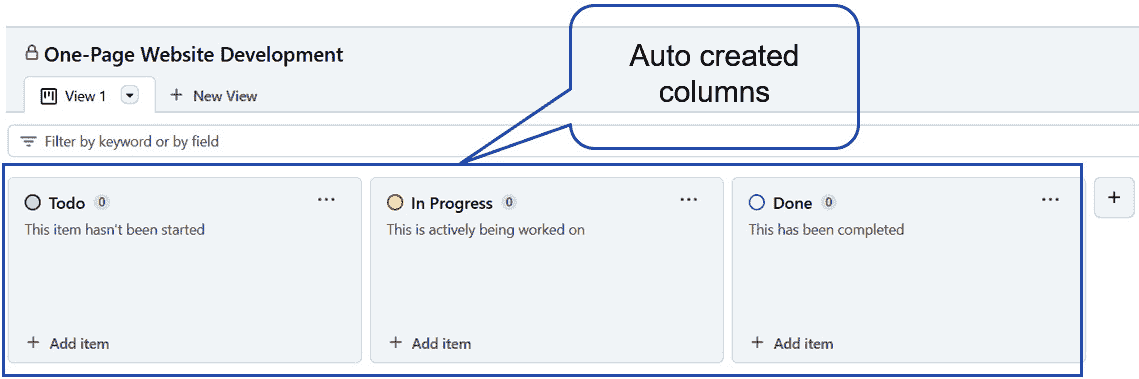 One-Page Website Development
Auto created
columns
View 1
New View
Filter by keyword or by field
Todo 0
This item hasn't been started
Add item
In Progress 0
This is actively being worked on
Add item
Done 0
This has been completed
Add item